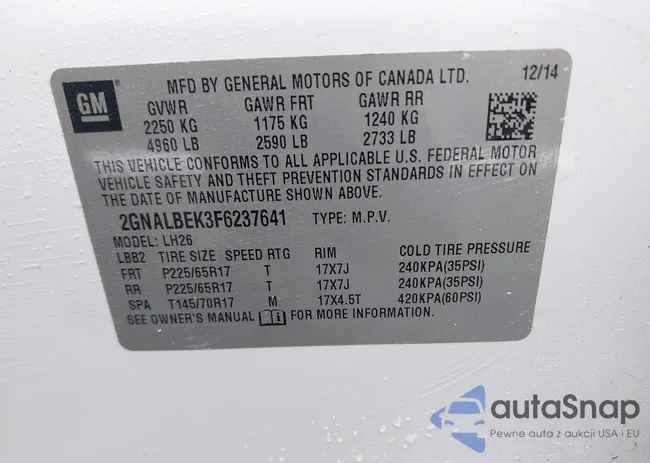 GM
MFD BY GENERAL MOTORS OF CANADA LTD. 12/14
GVWR GAWR FRT GAWR RR
2250 KG 1175 KG 1240 KG
4960 LB 2590 LB 2733 LB
THIS VEHICLE CONFORMS TO ALL APPLICABLE U.S. FEDERAL MOTOR
VEHICLE SAFETY AND THEFT PREVENTION STANDARDS IN EFFECT ON
THE DATE OF MANUFACTURE SHOWN ABOVE.
2GNALBEK3F6237641 TYPE: M.P.V.
MODEL: LH26
LBB2 TIRE SIZE SPEED RTG RIM COLD TIRE PRESSURE
FRT P225/65R17 T 17X7J 240KPA(35PSI)
RR P225/65R17 T 17X7J 240KPA(35PSI)
SPA T145/70R17 M 17X4.5T 420KPA(60PSI)
SEE OWNER'S MANUAL FOR MORE INFORMATION.
autoSnap
Pewne auta z aukcji USA i EU